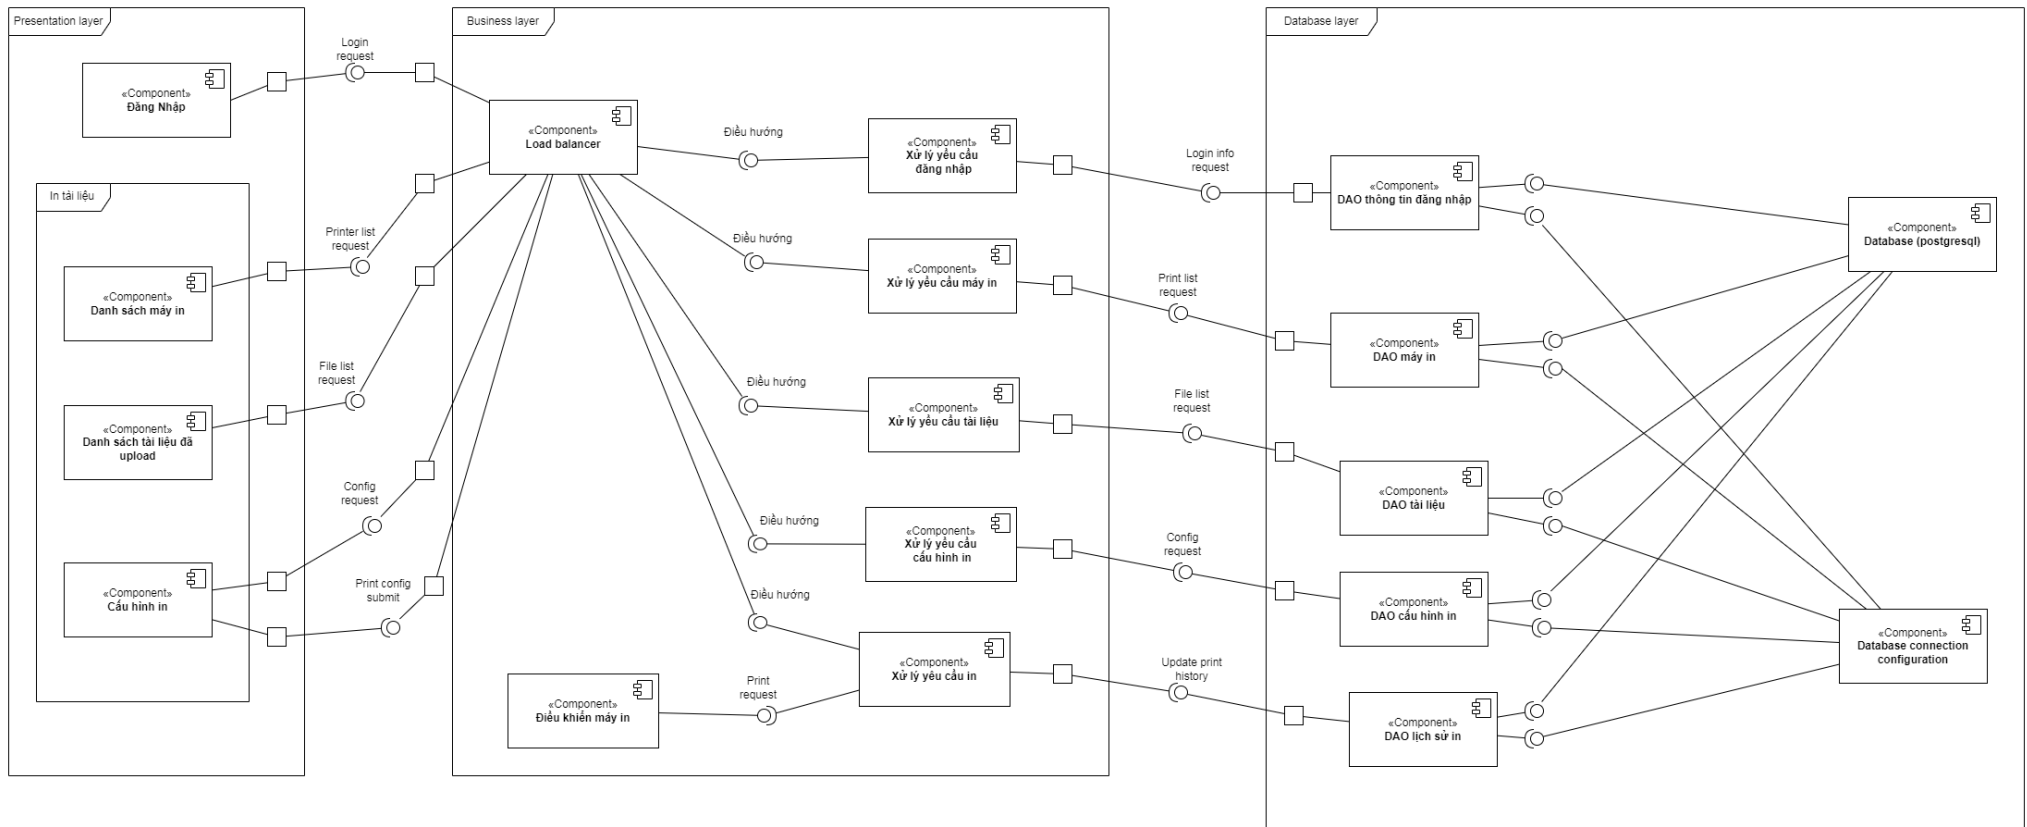 Presentation layer
«Component»
Đăng Nhập
In tài liệu
«Component»
Danh sách máy in
«Component»
Danh sách tài liệu đã
upload
«Component»
Cấu hình in
Login
request
Printer list
request
File list
request
Config
request
Print config
submit
Business layer
«Component»
Load balancer
Điều hướng
Điều hướng
Điều hướng
Điều hướng
Điều hướng
«Component»
Xử lý yêu cầu
đăng nhập
«Component»
Xử lý yêu cầu máy in
«Component»
Xử lý yêu cầu tài liệu
«Component»
Xử lý yêu cầu
cấu hình in
«Component»
Xử lý yêu cầu in
«Component»
Điều khiển máy in
Print
request
Login info
request
Print list
request
File list
request
Config
request
Update print
history
Database layer
«Component»
DAO thông tin đăng nhập
«Component»
DAO máy in
«Component»
DAO tài liệu
«Component»
DAO cấu hình in
«Component»
DAO lịch sử in
«Component»
Database (postgresql)
«Component»
Database connection
configuration